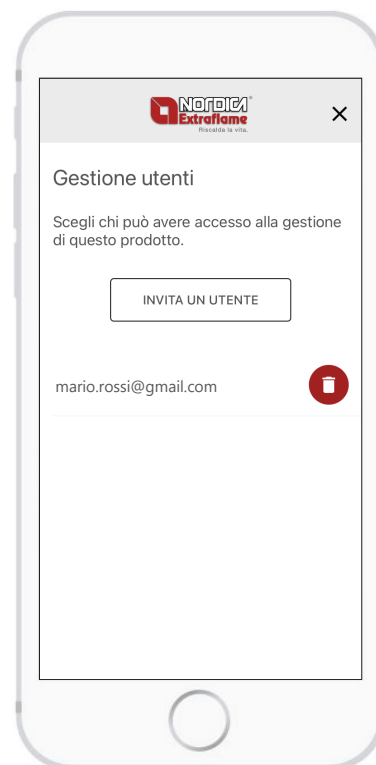 NORDICA®
Extraflame
Riscalda la vita.
Gestione utenti
Scegli chi può avere accesso alla gestione
di questo prodotto.
INVITA UN UTENTE
mario.rossi@gmail.com